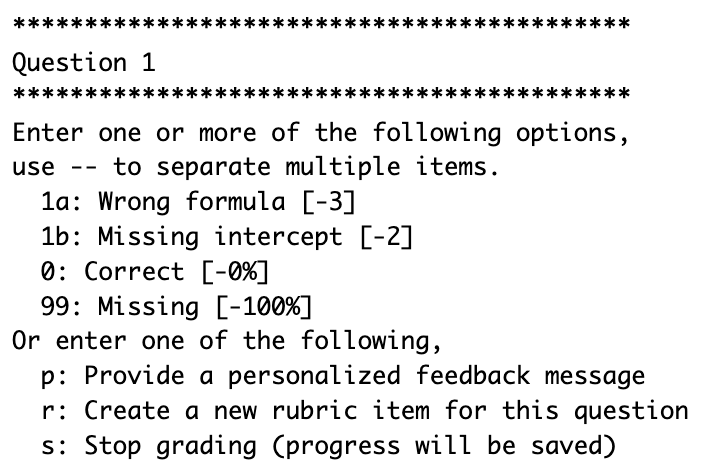 *******************************************
Question 1
*******************************************
Enter one or more of the following options,
use -- to separate multiple items.
1a: Wrong formula [-3]
1b: Missing intercept [-2]
0: Correct [-0%]
99: Missing [-100%]
Or enter one of the following,
p: Provide a personalized feedback message
r: Create a new rubric item for this question
s: Stop grading (progress will be saved)